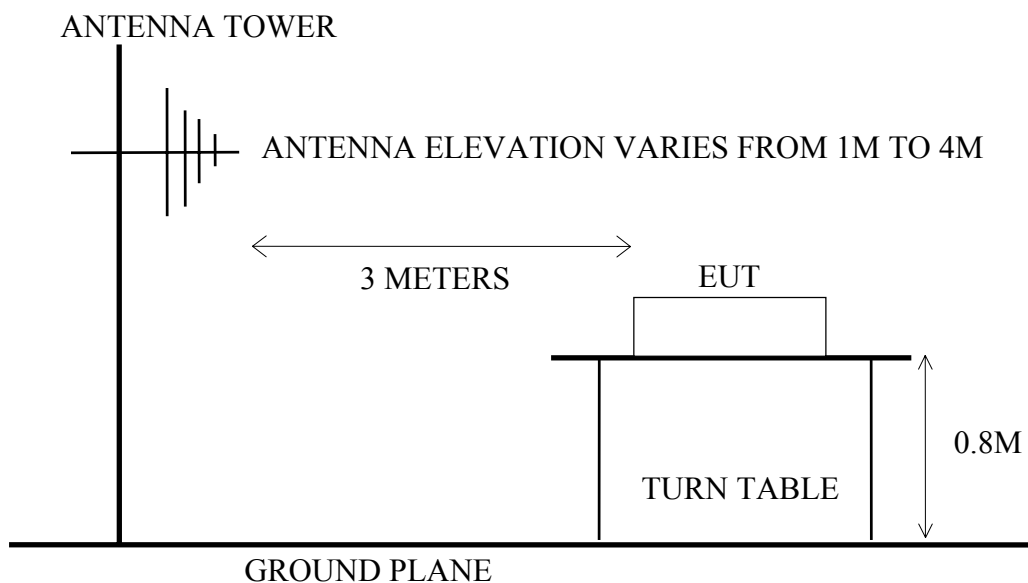 ANTENNA TOWER
ANTENNA ELEVATION VARIES FROM 1M TO 4M
3 METERS
EUT
0.8M
TURN TABLE
GROUND PLANE